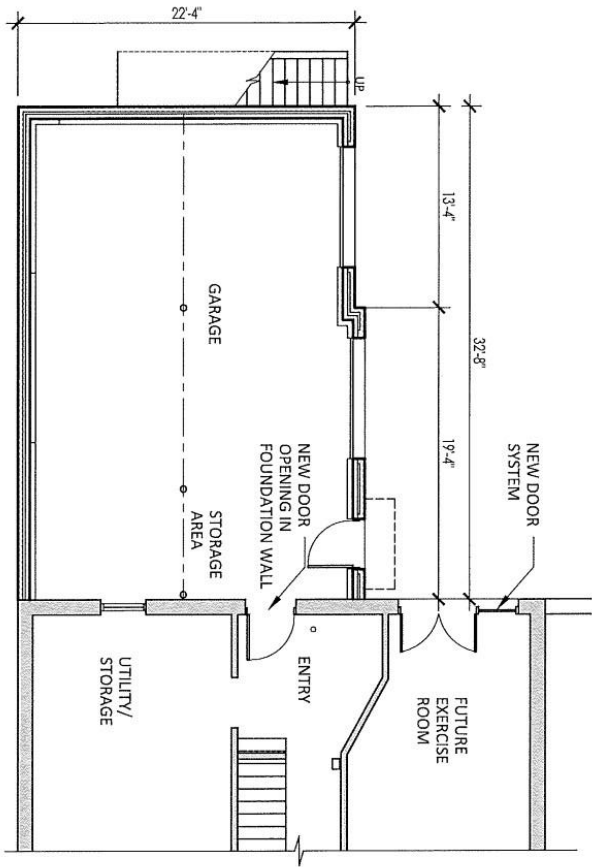 22'-4"
UP
13'-4"
32'-8"
19'-4"
NEW DOOR
SYSTEM
GARAGE
NEW DOOR
OPENING IN
FOUNDATION WALL
STORAGE
AREA
UTILITY/
STORAGE
ENTRY
FUTURE
EXERCISE
ROOM